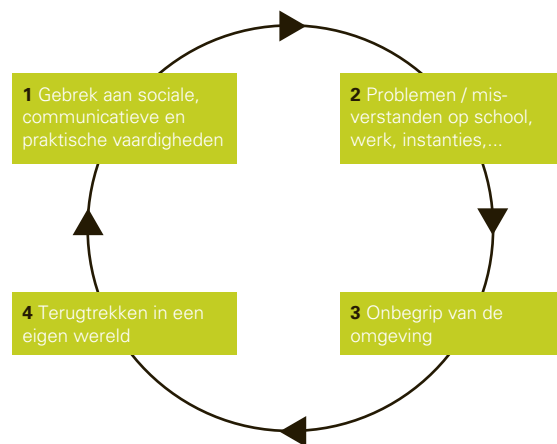 1 Gebrek aan sociale,
communicatieve en
praktische vaardigheden
2 Problemen / mis-
verstanden op school,
werk, instanties,...
3 Onbegrip van de
omgeving
4 Terugtrekken in een
eigen wereld